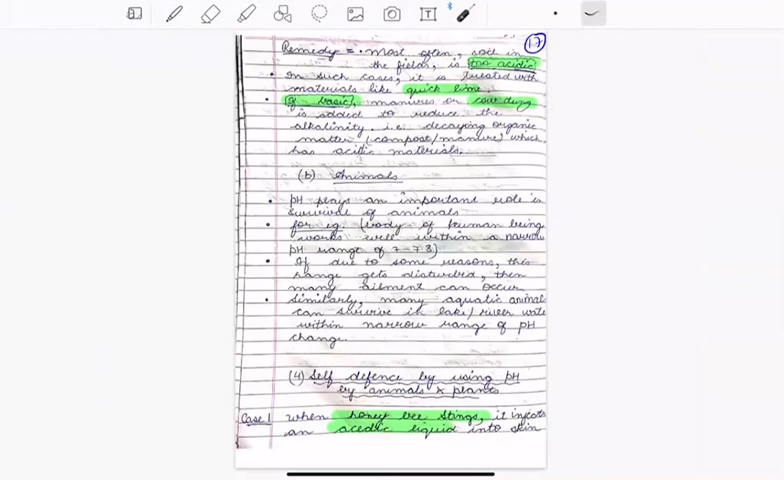 17
Remedy = • Most often, soil in
the fields, is too acidic
• In such cases, it is treated with
materials like quick lime.
• If basic, manures or cow dung
is added to reduce the
alkalinity. i.e. decaying organic
matter (compost/manure) which
has acidic materials.
(b) Animals
• pH plays an important role in
survival of animals
• for eg. (body of human being
works well within a narrow
pH range of 7-7.8)
• If due to some reasons, this
range gets disturbed, then
many ailment can occur
• Similarly, many aquatic animal
can survive in lake/river wate
within narrow range of pH
change.
(4) Self defence by using pH
by animals & plants
Case 1 When honey bee stings, it injects
an acedic liquid into skin